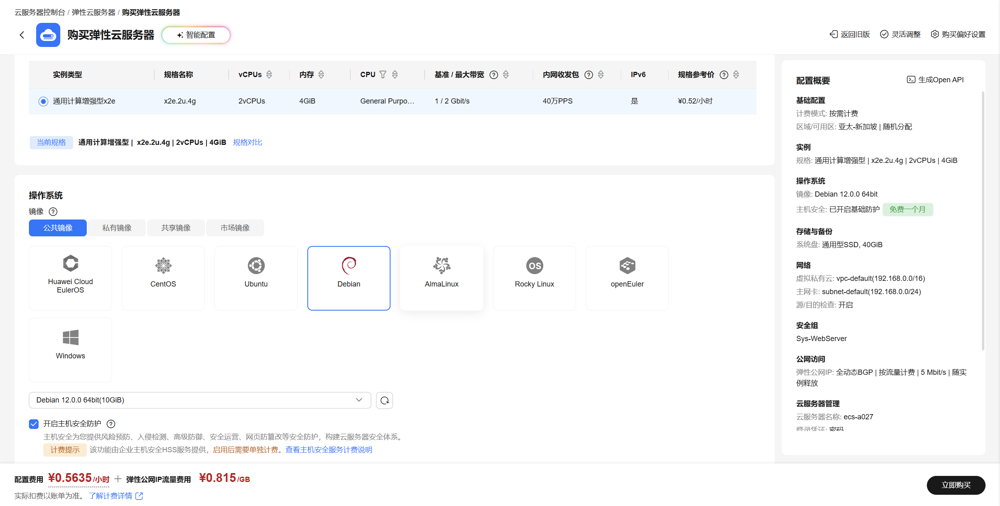 云服务器控制台 / 弹性云服务器 / 购买弹性云服务器
购买弹性云服务器
智能配置
返回旧版
灵活调整
购买偏好设置
实例类型 规格名称 vCPUs 内存 CPU 基准 / 最大带宽 内网收发包 IPv6 规格参考价
通用计算增强型x2e x2e.2u.4g 2vCPUs 4GiB General Purpo... 1 / 2 Gbit/s 40万PPS 是 ¥0.52/小时
当前规格 通用计算增强型 | x2e.2u.4g | 2vCPUs | 4GiB 规格对比
操作系统
镜像
公共镜像 私有镜像 共享镜像 市场镜像
Huawei Cloud
EulerOS
CentOS
Ubuntu
Debian
AlmaLinux
OS
Rocky Linux
openEuler
Windows
Debian 12.0.0 64bit(10GiB)
开启主机安全防护
主机安全为您提供风险预防、入侵检测、高级防御、安全运营、网页防篡改等安全防护，构建云服务器安全体系。
计费提示 该功能由企业主机安全HSS服务提供，启用后需要单独计费。查看主机安全服务计费说明
配置概要
生成Open API
基础配置
计费模式: 按需计费
区域/可用区: 亚太-新加坡 | 随机分配
实例
规格: 通用计算增强型 | x2e.2u.4g | 2vCPUs | 4GiB
操作系统
镜像: Debian 12.0.0 64bit
主机安全: 已开启基础防护 免费一个月
存储与备份
系统盘: 通用型SSD, 40GiB
网络
虚拟私有云: vpc-default(192.168.0.0/16)
主网卡: subnet-default(192.168.0.0/24)
源/目的检查: 开启
安全组
Sys-WebServer
公网访问
弹性公网IP: 全动态BGP | 按流量计费 | 5 Mbit/s | 随实
例释放
云服务器管理
云服务器名称: ecs-a027
登录凭证: 密码
配置费用 ¥0.5635/小时 + 弹性公网IP流量费用 ¥0.815/GB
实际扣费以账单为准。 了解计费详情
立即购买